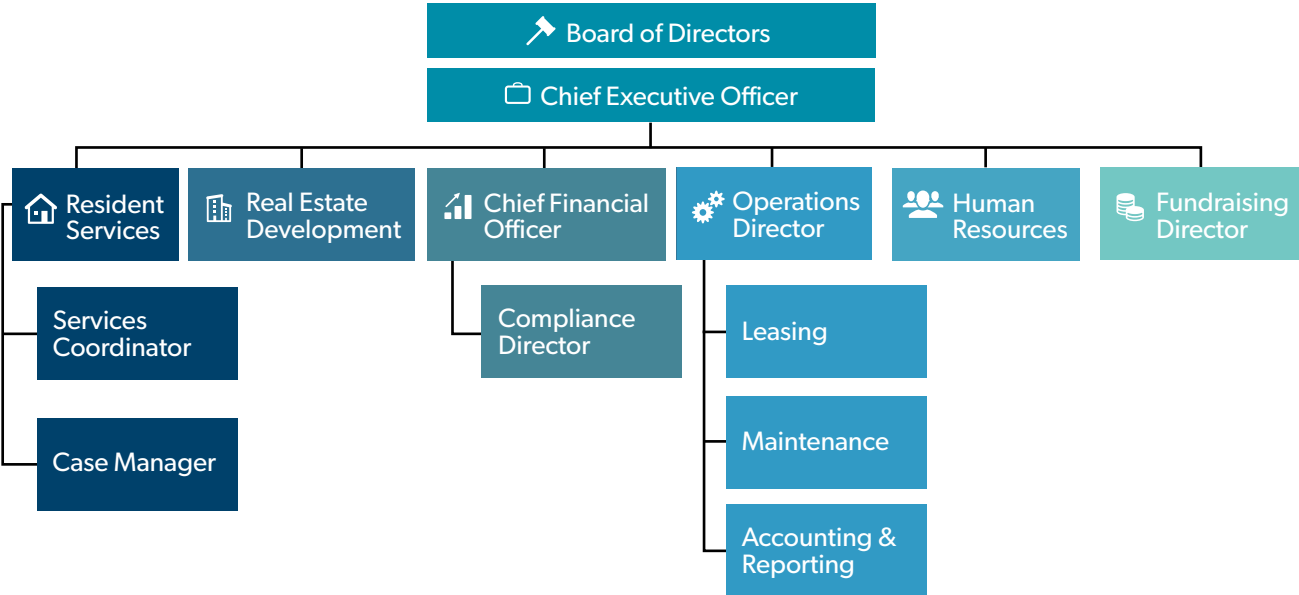 Board of Directors
Chief Executive Officer
Resident
Services
Real Estate
Development
Chief Financial
Officer
Operations
Director
Human
Resources
Fundraising
Director
Services
Coordinator
Case Manager
Compliance
Director
Leasing
Maintenance
Accounting &
Reporting